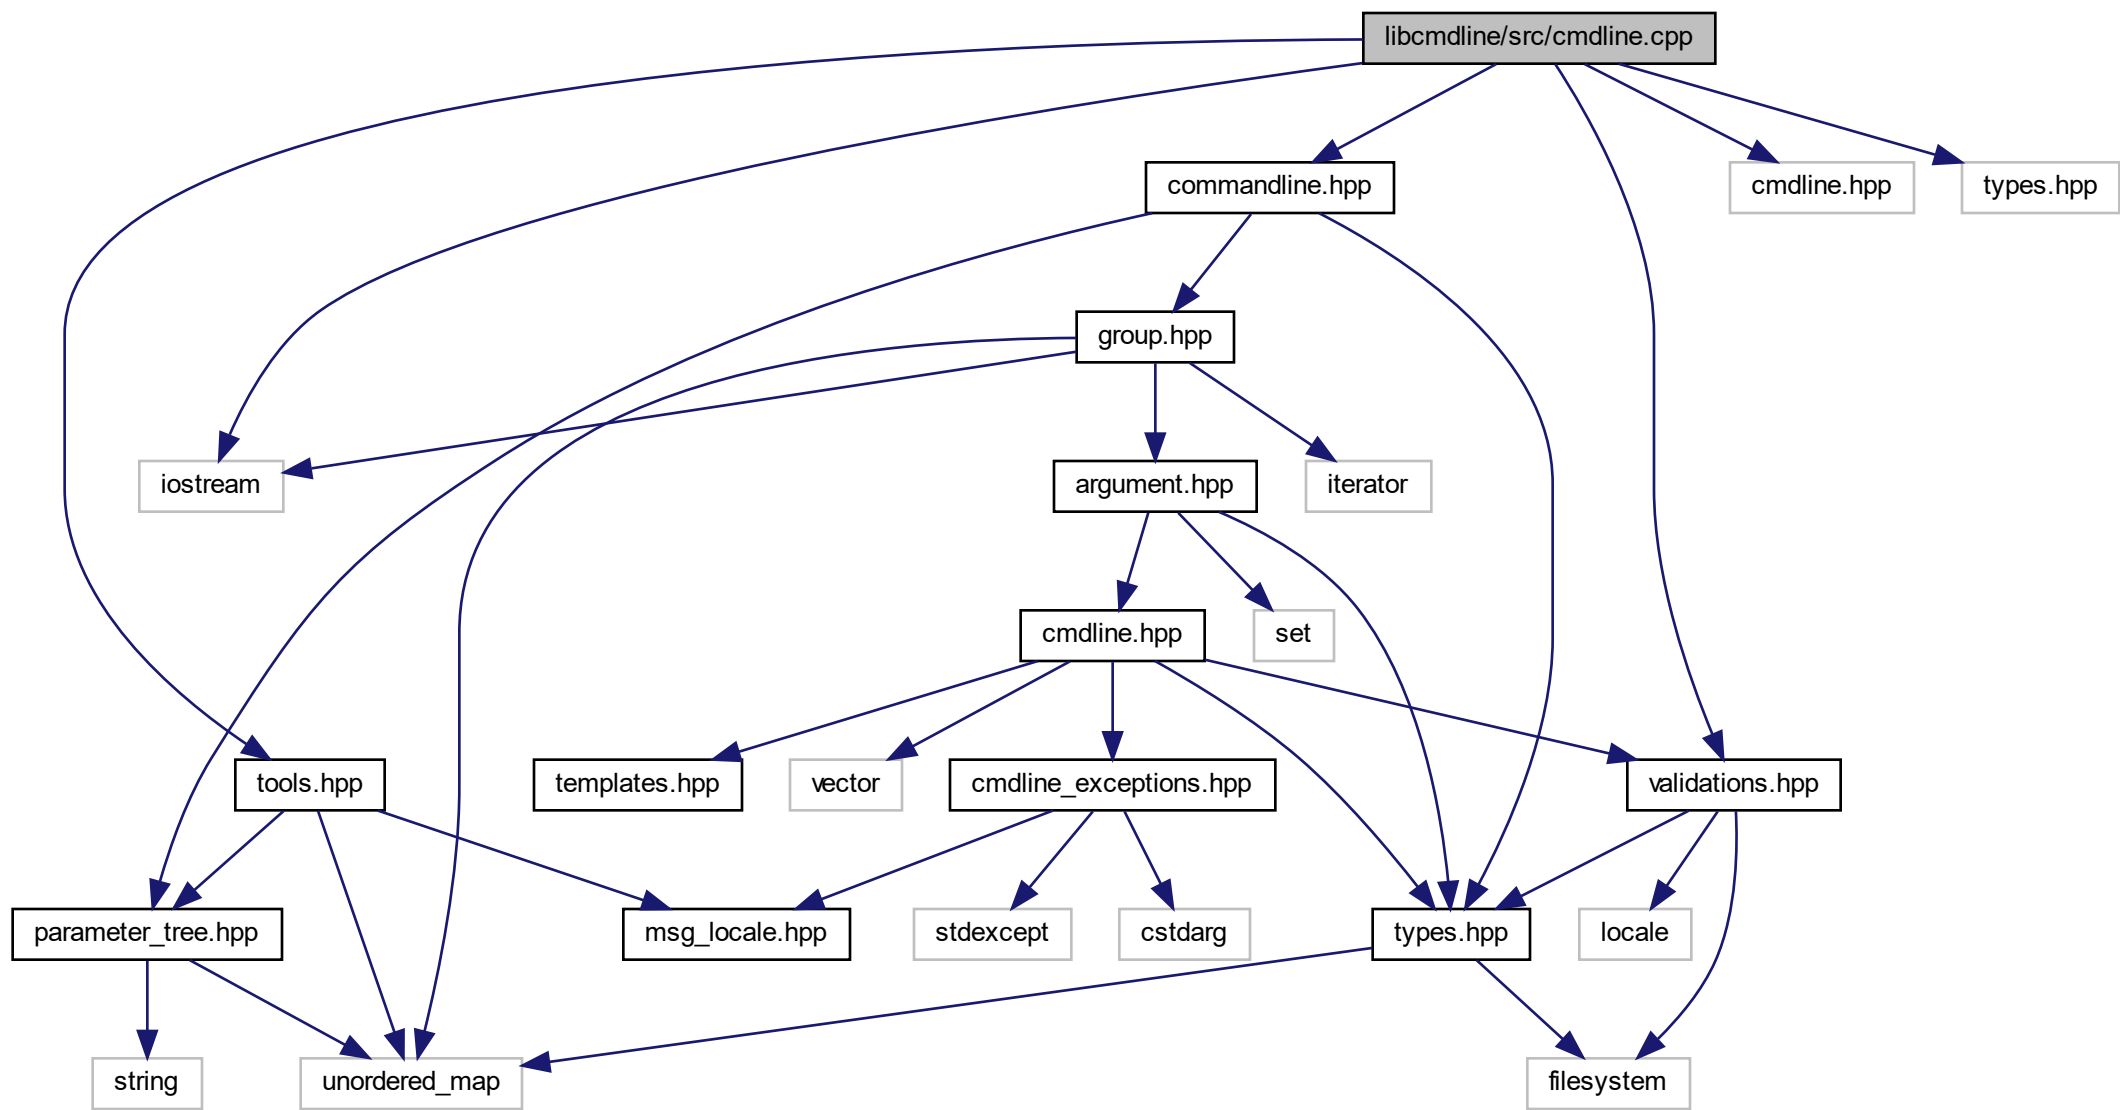 libcmdline/src/cmdline.cpp
commandline.hpp
cmdline.hpp
types.hpp
group.hpp
iostream
argument.hpp
iterator
cmdline.hpp
set
tools.hpp
templates.hpp
vector
cmdline_exceptions.hpp
validations.hpp
parameter_tree.hpp
msg_locale.hpp
stdexcept
cstdarg
types.hpp
locale
string
unordered_map
filesystem